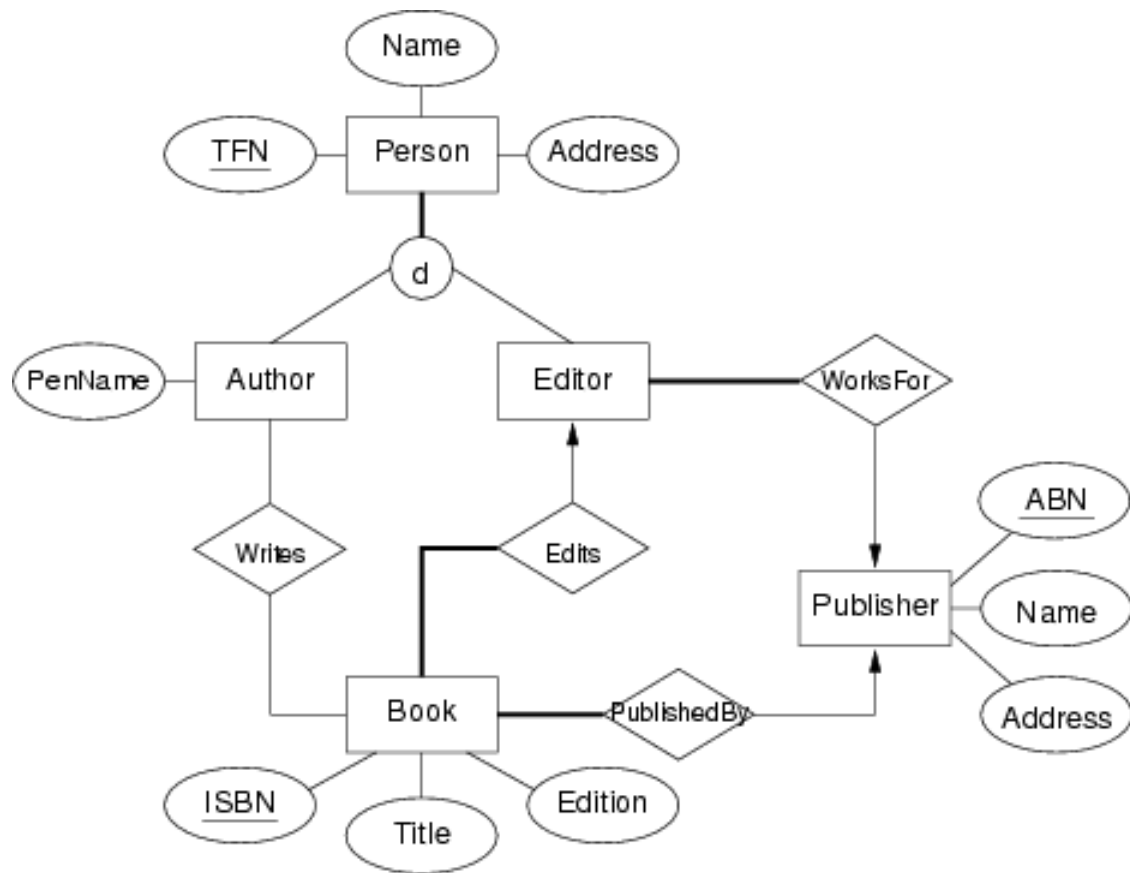 Name
TFN
Person
Address
d
PenName
Author
Editor
WorksFor
ABN
Writes
Edits
Publisher
Name
Book
PublishedBy
Address
ISBN
Title
Edition